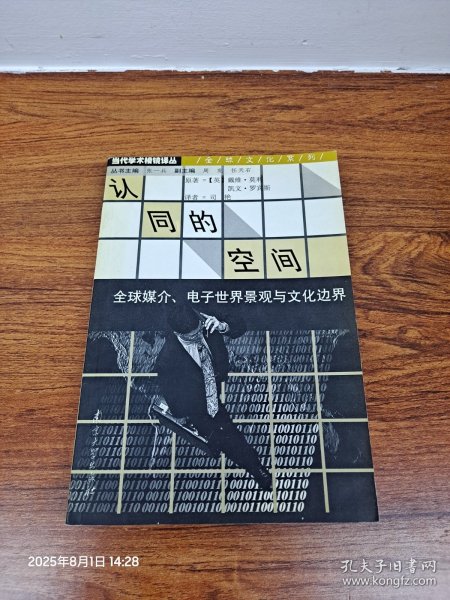 当代学术棱镜译丛
/全/球/文/化/系/列/
丛书主编 张一兵 副主编 周宪 任天石
认同的空间
原著=【英】戴维·莫利
凯文·罗宾斯
译者=司艳
全球媒介、电子世界景观与文化边界
2025年8月1日 14:28
孔夫子旧书网
www.kongfz.com